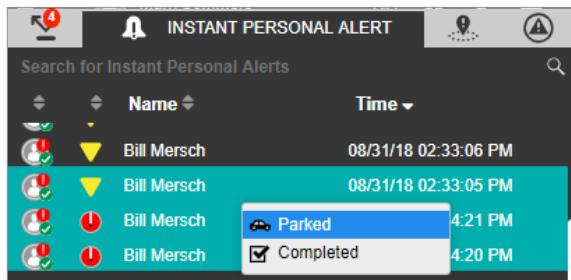 4
INSTANT PERSONAL ALERT
Search for Instant Personal Alerts
Name Time
Bill Mersch 08/31/18 02:33:06 PM
Bill Mersch 08/31/18 02:33:05 PM
Bill Mersch Parked 4:21 PM
Bill Mersch Completed 4:20 PM